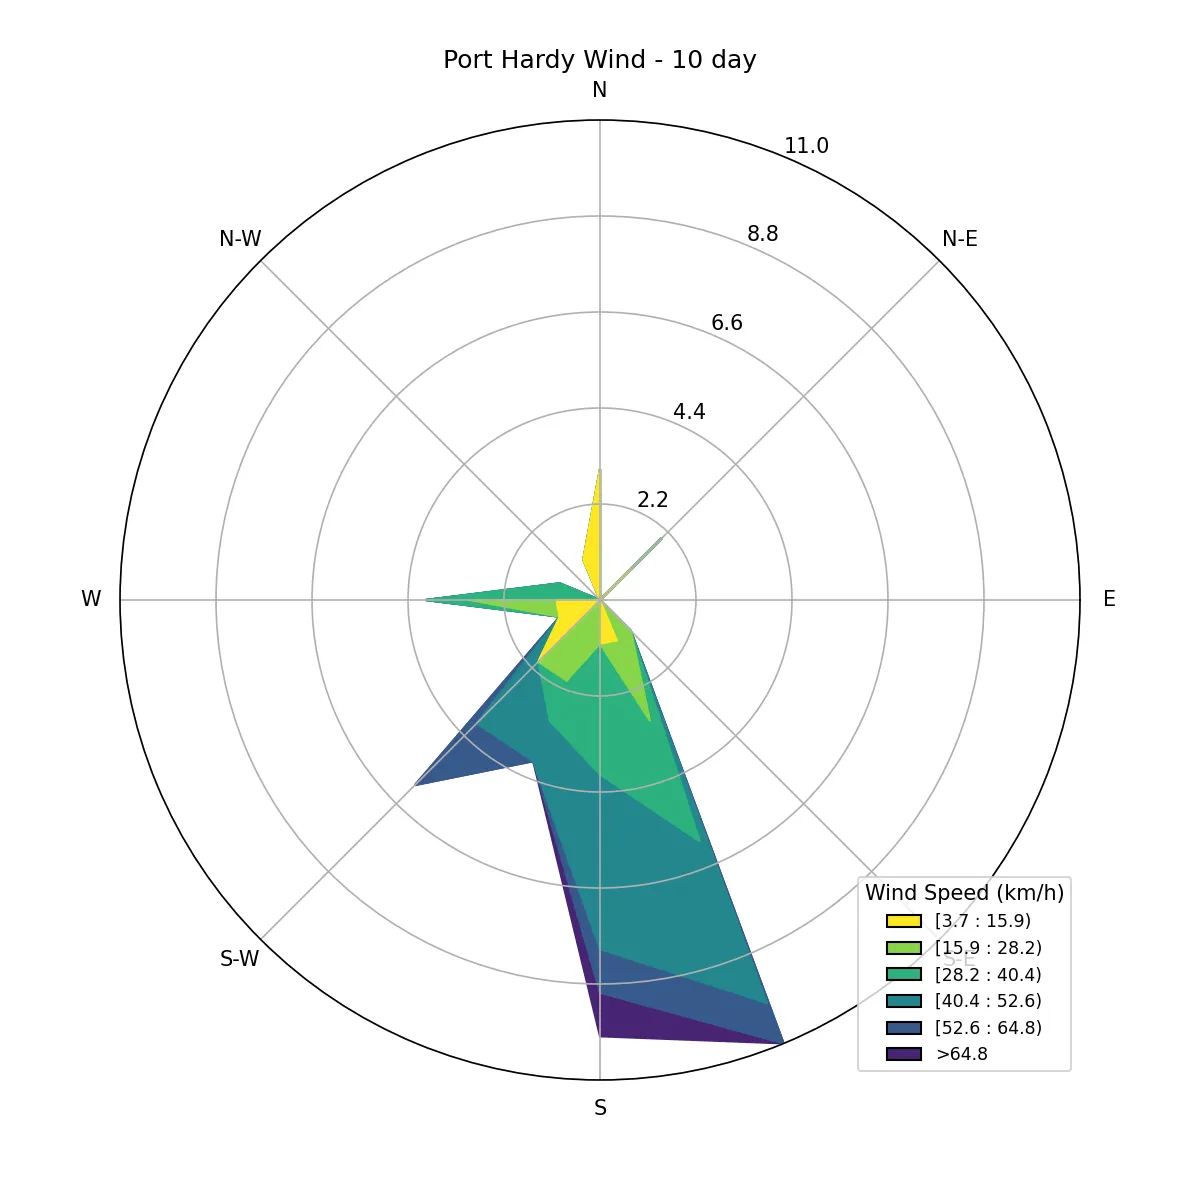 Port Hardy Wind - 10 day
N
11.0
8.8
N-W
N-E
6.6
4.4
2.2
W
E
Wind Speed (km/h)
[3.7 : 15.9)
[15.9 : 28.2)
S-W
S-E
[28.2 : 40.4)
[40.4 : 52.6)
[52.6 : 64.8)
>64.8
S